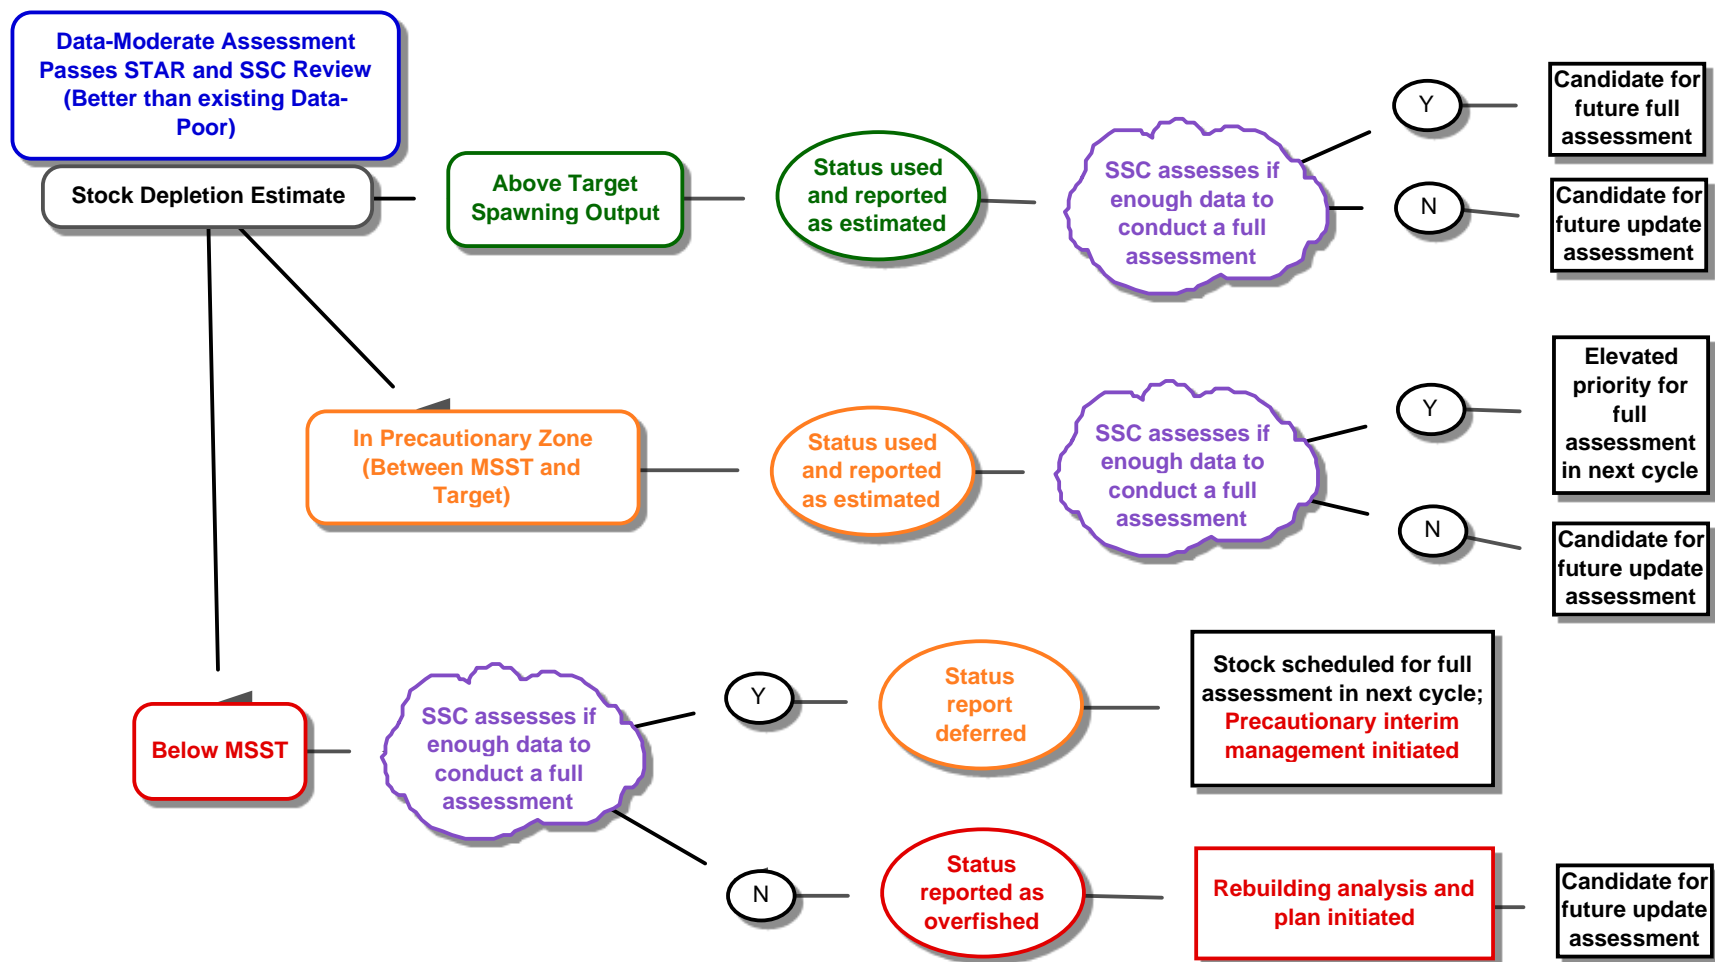 Data-Moderate Assessment
Passes STAR and SSC Review
(Better than existing Data-
Poor)
Stock Depletion Estimate
Above Target
Spawning Output
Status used
and reported
as estimated
SSC assesses if
enough data to
conduct a full
assessment
Y
Candidate for
future full
assessment
N
Candidate for
future update
assessment
In Precautionary Zone
(Between MSST and
Target)
Status used
and reported
as estimated
SSC assesses if
enough data to
conduct a full
assessment
Y
Elevated
priority for
full
assessment
in next cycle
N
Candidate for
future update
assessment
Below MSST
SSC assesses if
enough data to
conduct a full
assessment
Y
Status
report
deferred
Stock scheduled for full
assessment in next cycle;
Precautionary interim
management initiated
N
Status
reported as
overfished
Rebuilding analysis and
plan initiated
Candidate for
future update
assessment